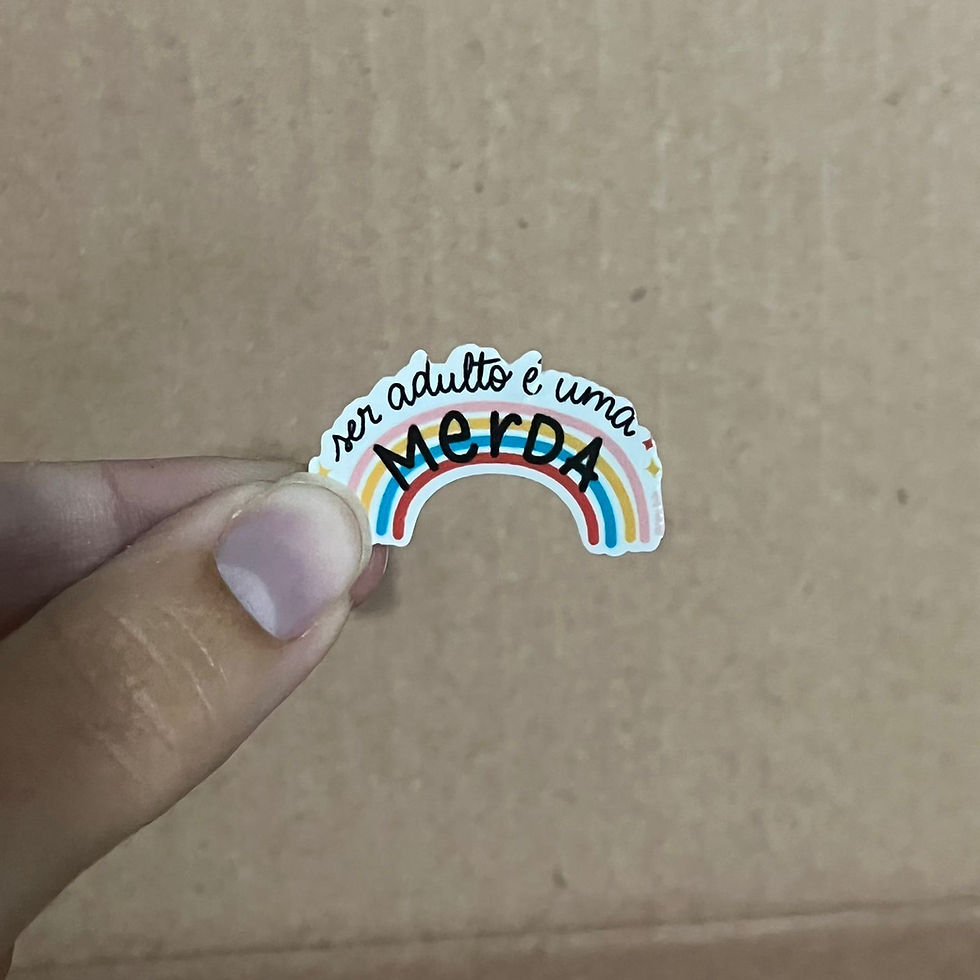 ser adulto é uma
MerDA